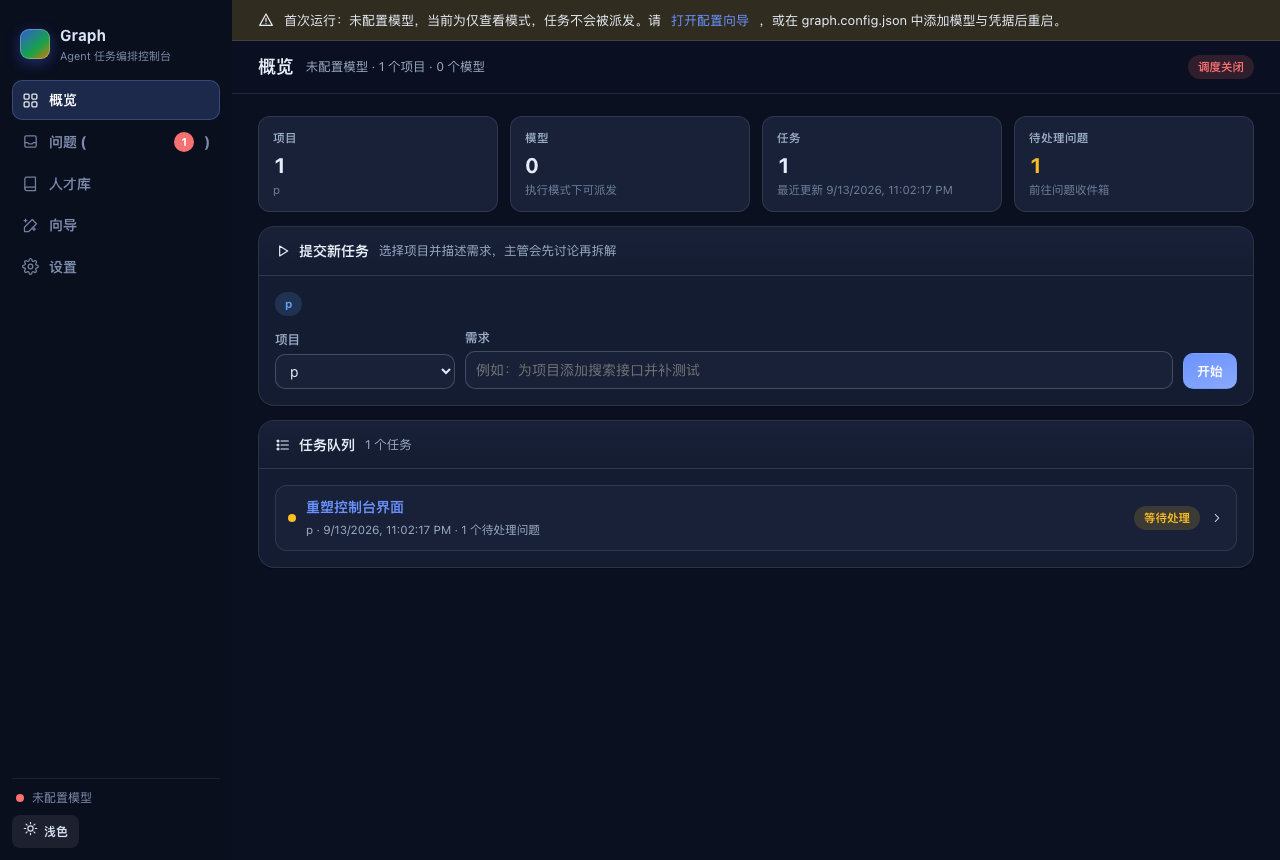 Graph
Agent 任务编排控制台
概览
问题 ( 1 )
人才库
向导
设置
未配置模型
浅色
首次运行：未配置模型，当前为仅查看模式，任务不会被派发。请 打开配置向导 ，或在 graph.config.json 中添加模型与凭据后重启。
概览 未配置模型 · 1 个项目 · 0 个模型
调度关闭
项目
1
p
模型
0
执行模式下可派发
任务
1
最近更新 9/13/2026, 11:02:17 PM
待处理问题
1
前往问题收件箱
提交新任务 选择项目并描述需求，主管会先讨论再拆解
p
项目
p
需求
例如：为项目添加搜索接口并补测试
开始
任务队列 1 个任务
重塑控制台界面
p · 9/13/2026, 11:02:17 PM · 1 个待处理问题
等待处理